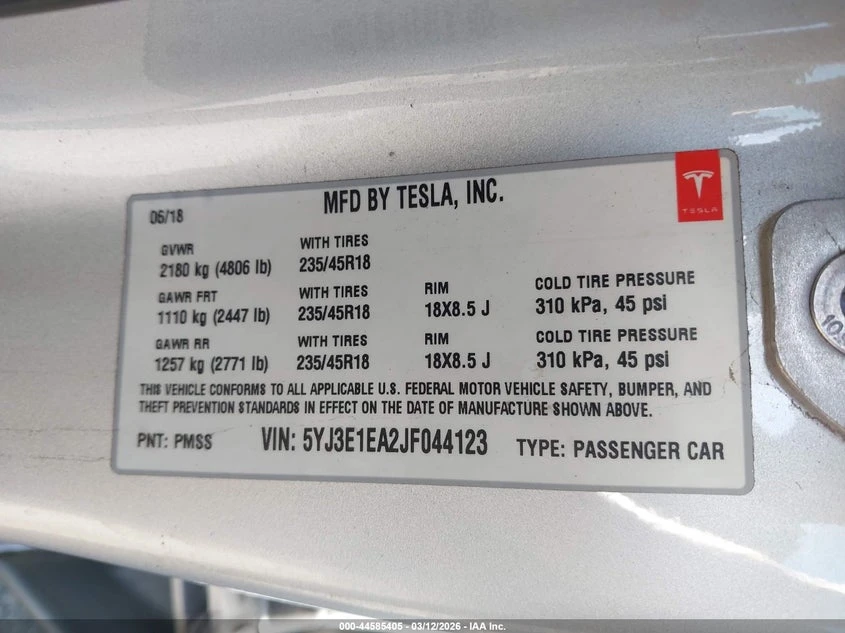 MFD BY TESLA, INC.
TESLA
06/18
GVWR WITH TIRES
2180 kg (4806 lb) 235/45R18
GAWR FRT WITH TIRES RIM COLD TIRE PRESSURE
1110 kg (2447 lb) 235/45R18 18X8.5 J 310 kPa, 45 psi
GAWR RR WITH TIRES RIM COLD TIRE PRESSURE
1257 kg (2771 lb) 235/45R18 18X8.5 J 310 kPa, 45 psi
THIS VEHICLE CONFORMS TO ALL APPLICABLE U.S. FEDERAL MOTOR VEHICLE SAFETY, BUMPER, AND
THEFT PREVENTION STANDARDS IN EFFECT ON THE DATE OF MANUFACTURE SHOWN ABOVE.
PNT: PMSS VIN: 5YJ3E1EA2JF044123 TYPE: PASSENGER CAR
000-44585405 - 03/12/2026 - IAA Inc.